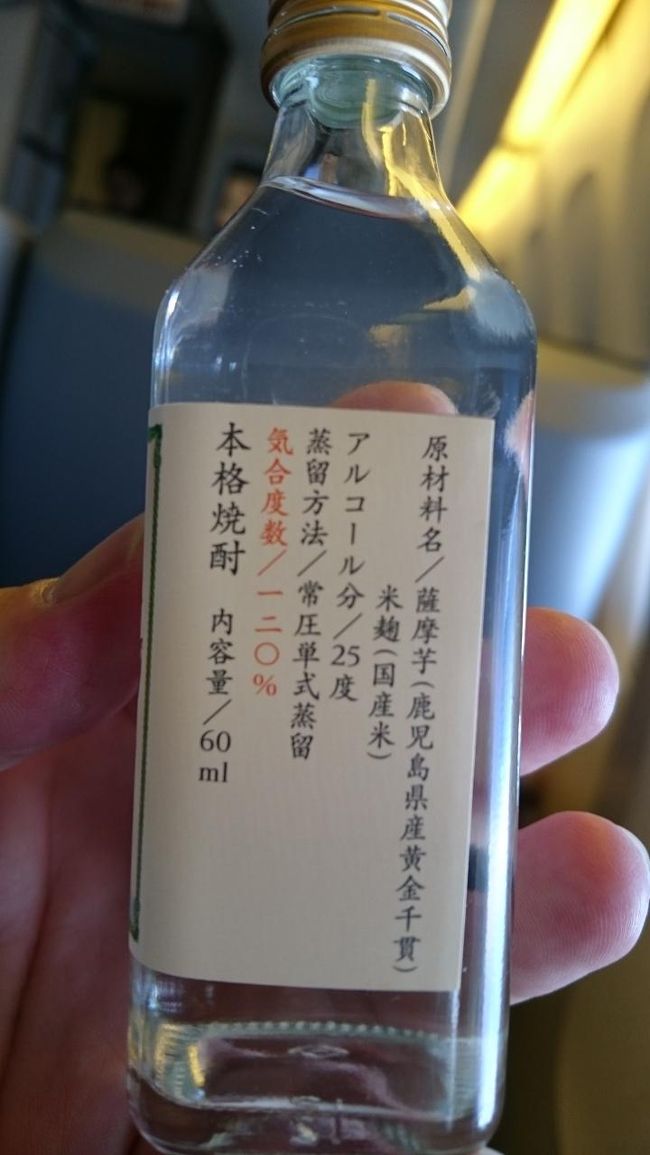 原材料名／薩摩芋(鹿児島県産黄金千貫)
米麹(国産米)
アルコール分／25度
蒸留方法／常圧単式蒸留
気合度数／一二〇%
本格焼酎 内容量／60ml